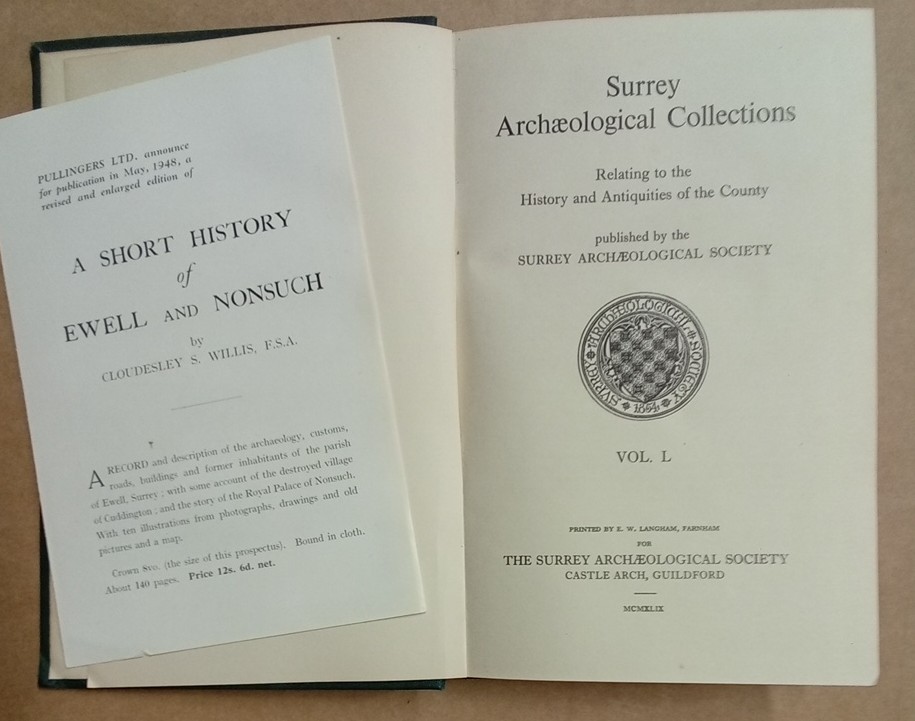 PULLINGERS LTD. announce
for publication in May, 1948, a
revised and enlarged edition of
A SHORT HISTORY
of
EWELL AND NONSUCH
by
CLOUDESLEY S. WILLIS, F.S.A.
A RECORD and description of the archaeology, customs,
roads, buildings and former inhabitants of the parish
of Ewell, Surrey ; with some account of the destroyed village
of Cuddington ; and the story of the Royal Palace of Nonsuch.
With ten illustrations from photographs, drawings and old
pictures and a map.
Crown 8vo. (the size of this prospectus). Bound in cloth.
About 140 pages. Price 12s. 6d. net.
Surrey
Archæological Collections
Relating to the
History and Antiquities of the County
published by the
SURREY ARCHÆOLOGICAL SOCIETY
SVRREY ARCHÆOLOGICAL SOCIETY
1854
VOL. L
PRINTED BY E. W. LANGHAM, FARNHAM
FOR
THE SURREY ARCHÆOLOGICAL SOCIETY
CASTLE ARCH, GUILDFORD
MCMXLIX